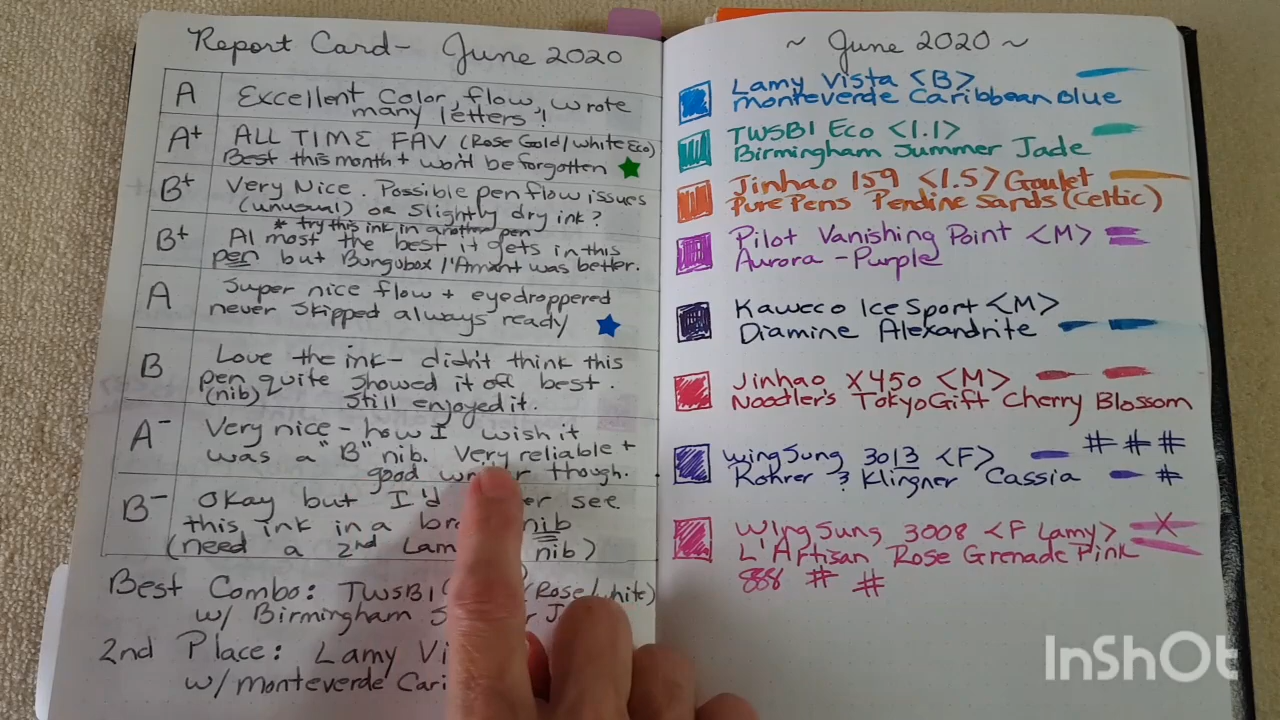 Report Card- June 2020
A Excellent Color, flow, wrote
many letters!
A+ ALL TIME FAV (Rose Gold/white Eco)
Best this month + won't be forgotten
B+ Very Nice. Possible pen flow issues
(unusual) or slightly dry ink?
* try this ink in another pen
B+ Almost the best it gets in this
pen but Bungubox l'Amant was better.
A Super nice flow + eyedroppered
never skipped always ready
B Love the ink- didn't think this
pen quite showed it off best.
(nib) Still enjoyed it.
A- Very nice - how I wish it
was a "B" nib. Very reliable +
good though.
B- Okay but I'd see
this ink in a nib
(need a 2nd nib)
Best Combo: TWSBI (Rose/white)
w/ Birmingham
2nd Place: Lamy
w/ monteverde
~ June 2020 ~
Lamy Vista <B>
monteverde Caribbean Blue
TWSBI Eco <1.1>
Birmingham Summer Jade
Jinhao 159 <1.5> Goulet
Pure Pens Pendine Sands (Celtic)
Pilot Vanishing Point <M>
Aurora - Purple
Kaweco Ice Sport <M>
Diamine Alexandrite
Jinhao X450 <M>
Noodler's Tokyo Gift Cherry Blossom
Wing Sung 3013 <F> # # #
Rohrer & Klingner Cassia #
Wing Sung 3008 <F Lamy> X
L'Artisan Rose Grenade Pink
888 # #
InShOt